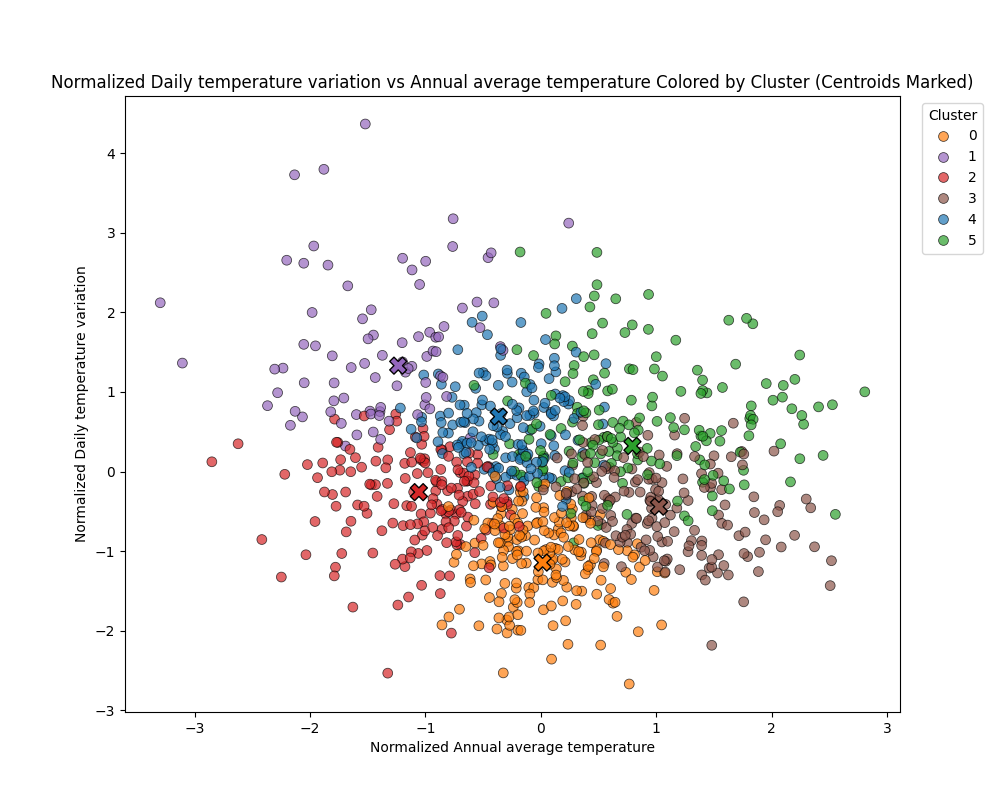 Normalized Daily temperature variation vs Annual average temperature Colored by Cluster (Centroids Marked)
Cluster
0
1
2
3
4
5
4
3
2
1
0
−1
−2
−3
Normalized Daily temperature variation
−3 −2 −1 0 1 2 3
Normalized Annual average temperature